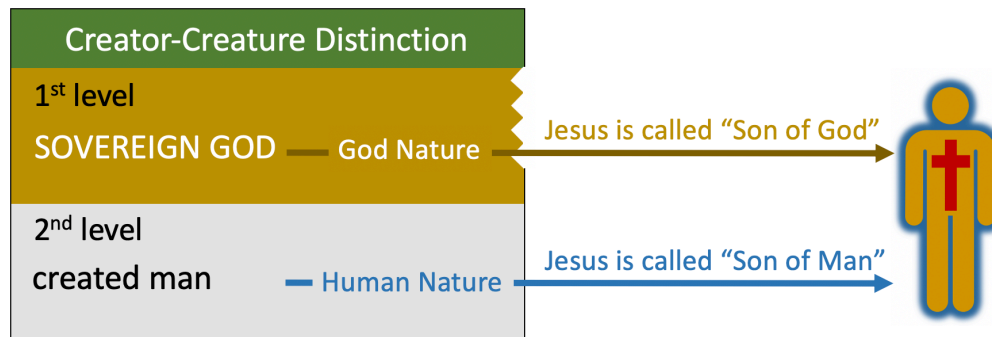 Creator-Creature Distinction
1st level
SOVEREIGN GOD God Nature
Jesus is called “Son of God”
2nd level
created man Human Nature
Jesus is called “Son of Man”